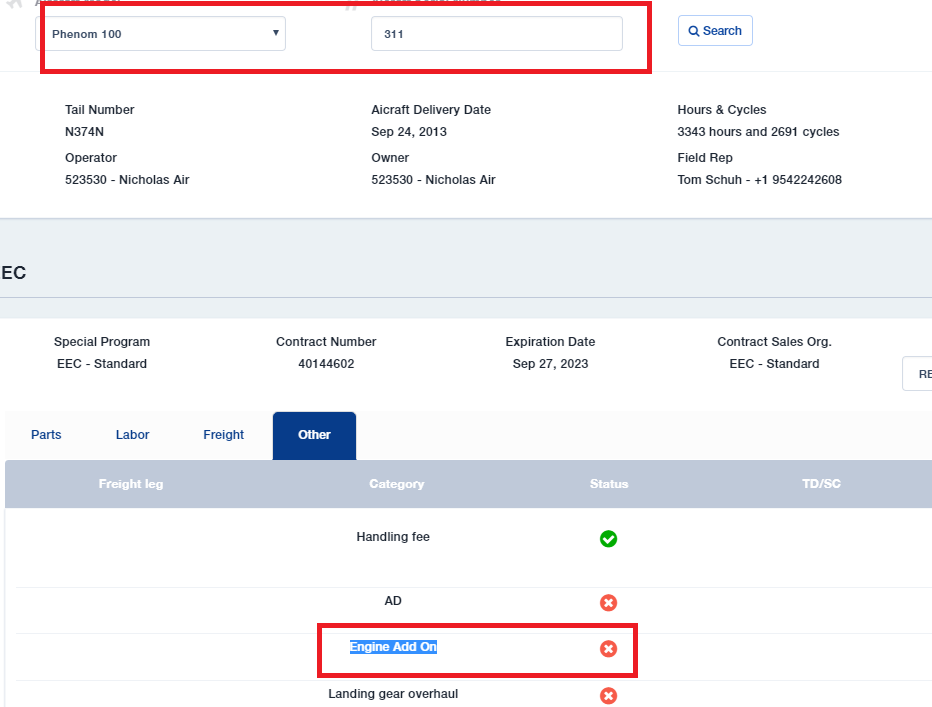 Phenom 100 311 Search
Tail Number Aicraft Delivery Date Hours & Cycles
N374N Sep 24, 2013 3343 hours and 2691 cycles
Operator Owner Field Rep
523530 - Nicholas Air 523530 - Nicholas Air Tom Schuh - +1 9542242608
EC
Special Program Contract Number Expiration Date Contract Sales Org.
EEC - Standard 40144602 Sep 27, 2023 EEC - Standard
RE
Parts Labor Freight Other
Freight leg Category Status TD/SC
Handling fee
AD
Engine Add On
Landing gear overhaul